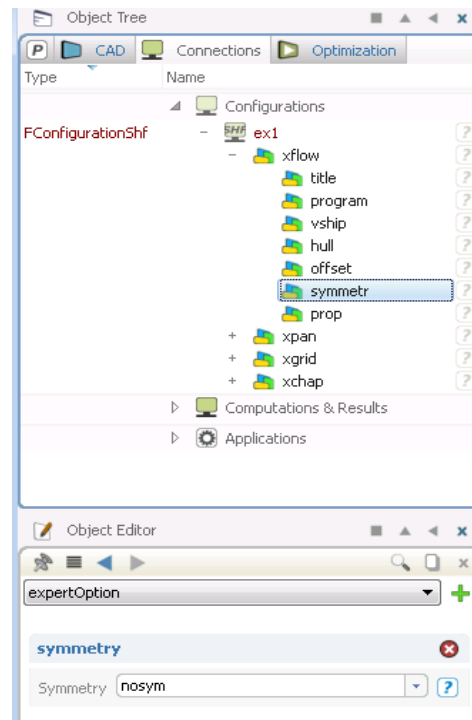 Object Tree
P CAD Connections Optimization
Type Name
Configurations
FConfigurationShf SHF ex1 ?
xflow ?
title ?
program ?
vship ?
hull ?
offset ?
symmetr ?
prop ?
xpan ?
xgrid ?
xchap ?
Computations & Results
Applications
Object Editor
expertOption
symmetry
Symmetry nosym ?